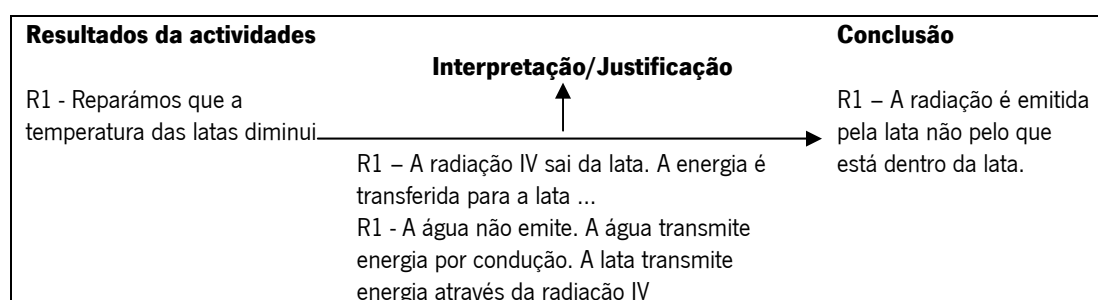 Resultados da actividades
Conclusão
Interpretação/Justificação
R1 - Reparámos que a
temperatura das latas diminui
R1 – A radiação é emitida
pela lata não pelo que
está dentro da lata.
R1 – A radiação IV sai da lata. A energia é
transferida para a lata ...
R1 - A água não emite. A água transmite
energia por condução. A lata transmite
energia através da radiação IV